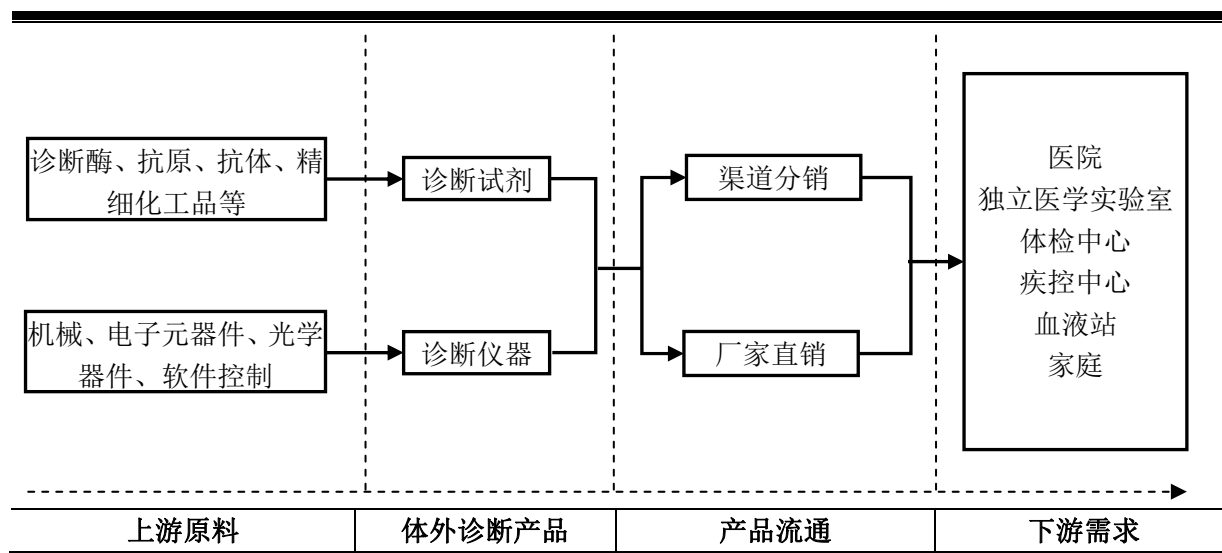 诊断酶、抗原、抗体、精
细化工品等
机械、电子元器件、光学
器件、软件控制
诊断试剂
诊断仪器
渠道分销
厂家直销
医院
独立医学实验室
体检中心
疾控中心
血液站
家庭
上游原料
体外诊断产品
产品流通
下游需求